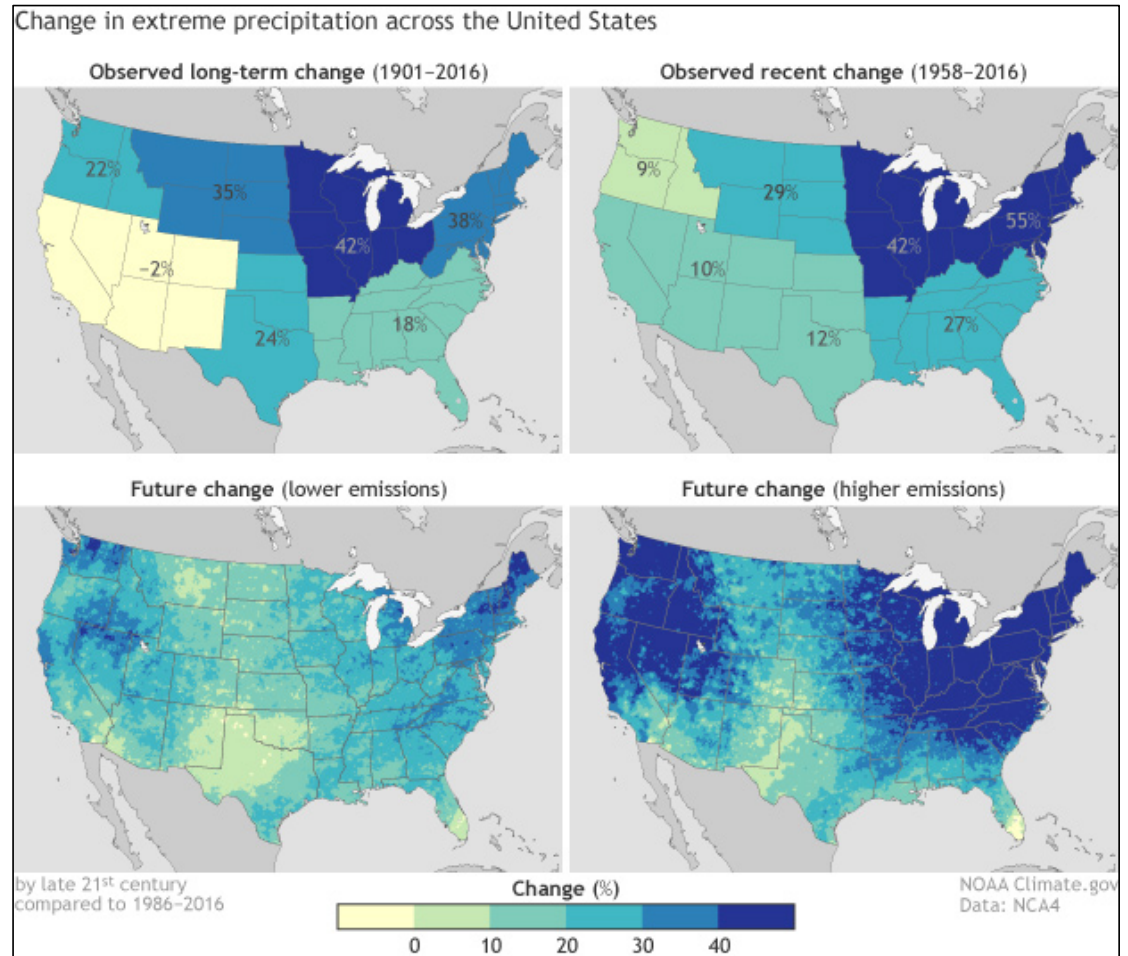 Change in extreme precipitation across the United States
Observed long-term change (1901–2016)
Observed recent change (1958–2016)
22%
35%
38%
42%
−2%
24%
18%
9%
29%
55%
42%
10%
12%
27%
Future change (lower emissions)
Future change (higher emissions)
by late 21st century
compared to 1986–2016
Change (%)
0 10 20 30 40
NOAA Climate.gov
Data: NCA4